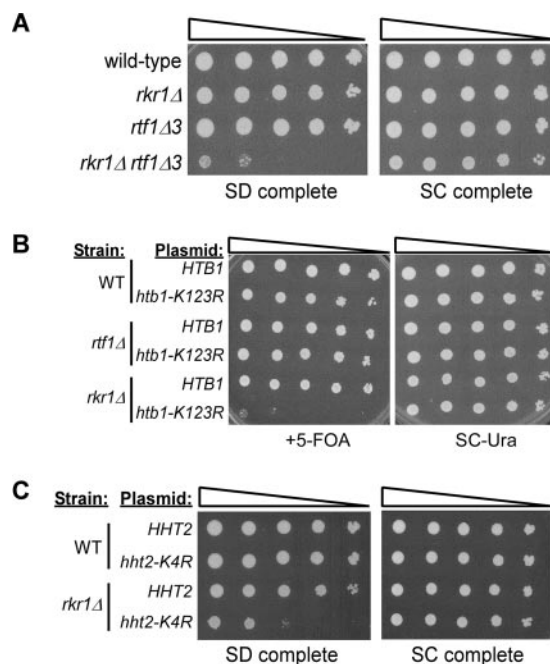 A
wild-type
rkr1Δ
rtf1Δ3
rkr1Δ rtf1Δ3
SD complete SC complete
B
Strain: Plasmid:
WT HTB1
htb1-K123R
rtf1Δ HTB1
htb1-K123R
rkr1Δ HTB1
htb1-K123R
+5-FOA SC-Ura
C
Strain: Plasmid:
WT HHT2
hht2-K4R
rkr1Δ HHT2
hht2-K4R
SD complete SC complete